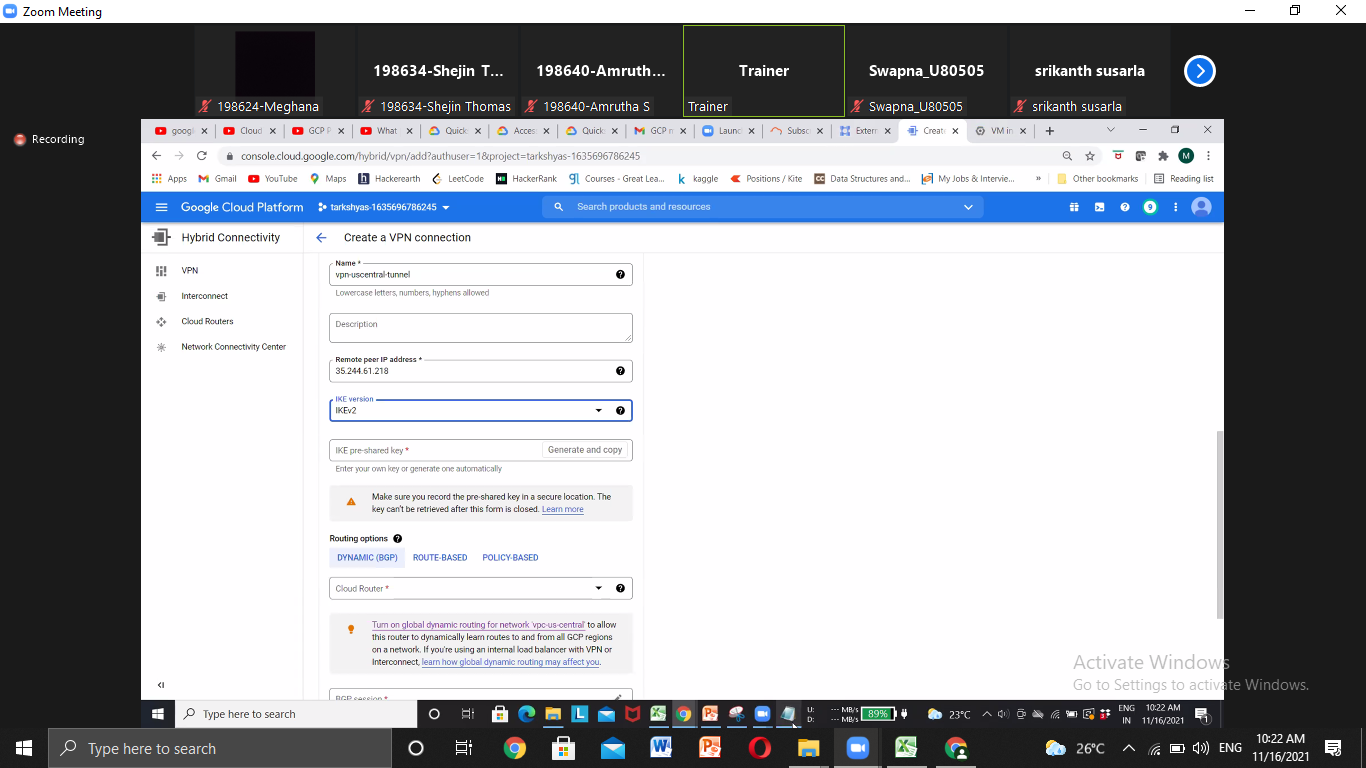 Zoom Meeting
198634-Shejin T...
198640-Amruth...
Trainer
Swapna_U80505
srikanth susarla
198624-Meghana
198634-Shejin Thomas
198640-Amrutha S
Trainer
Swapna_U80505
srikanth susarla
Recording
googl
Cloud
GCP F
What
Quick
Acces
Quick
GCP n
Launc
Subsc
Extern
Creat
VM in
console.cloud.google.com/hybrid/vpn/add?authuser=1&project=tarkshyas-1635696786245
M
Apps
Gmail
YouTube
Maps
Hackerearth
LeetCode
HackerRank
Courses - Great Lea...
kaggle
Positions / Kite
Data Structures and...
My Jobs & Intervie...
»
Other bookmarks
Reading list
Google Cloud Platform
tarkshyas-1635696786245
Search products and resources
9
Hybrid Connectivity
Create a VPN connection
VPN
Interconnect
Cloud Routers
Network Connectivity Center
Name *
vpn-uscentral-tunnel
Lowercase letters, numbers, hyphens allowed
Description
Remote peer IP address *
35.244.61.218
IKE version
IKEv2
IKE pre-shared key *
Generate and copy
Enter your own key or generate one automatically
Make sure you record the pre-shared key in a secure location. The
key can't be retrieved after this form is closed. Learn more
Routing options
DYNAMIC (BGP)
ROUTE-BASED
POLICY-BASED
Cloud Router *
Turn on global dynamic routing for network 'vpc-us-central' to allow
this router to dynamically learn routes to and from all GCP regions
on a network. If you're using an internal load balancer with VPN or
Interconnect, learn how global dynamic routing may affect you.
BGP session *
Activate Windows
Go to Settings to activate Windows.
Type here to search
U: --- MB/s
D: --- MB/s
89%
23°C
ENG
IN
10:22 AM
11/16/2021
1
Type here to search
26°C
ENG
10:22 AM
11/16/2021